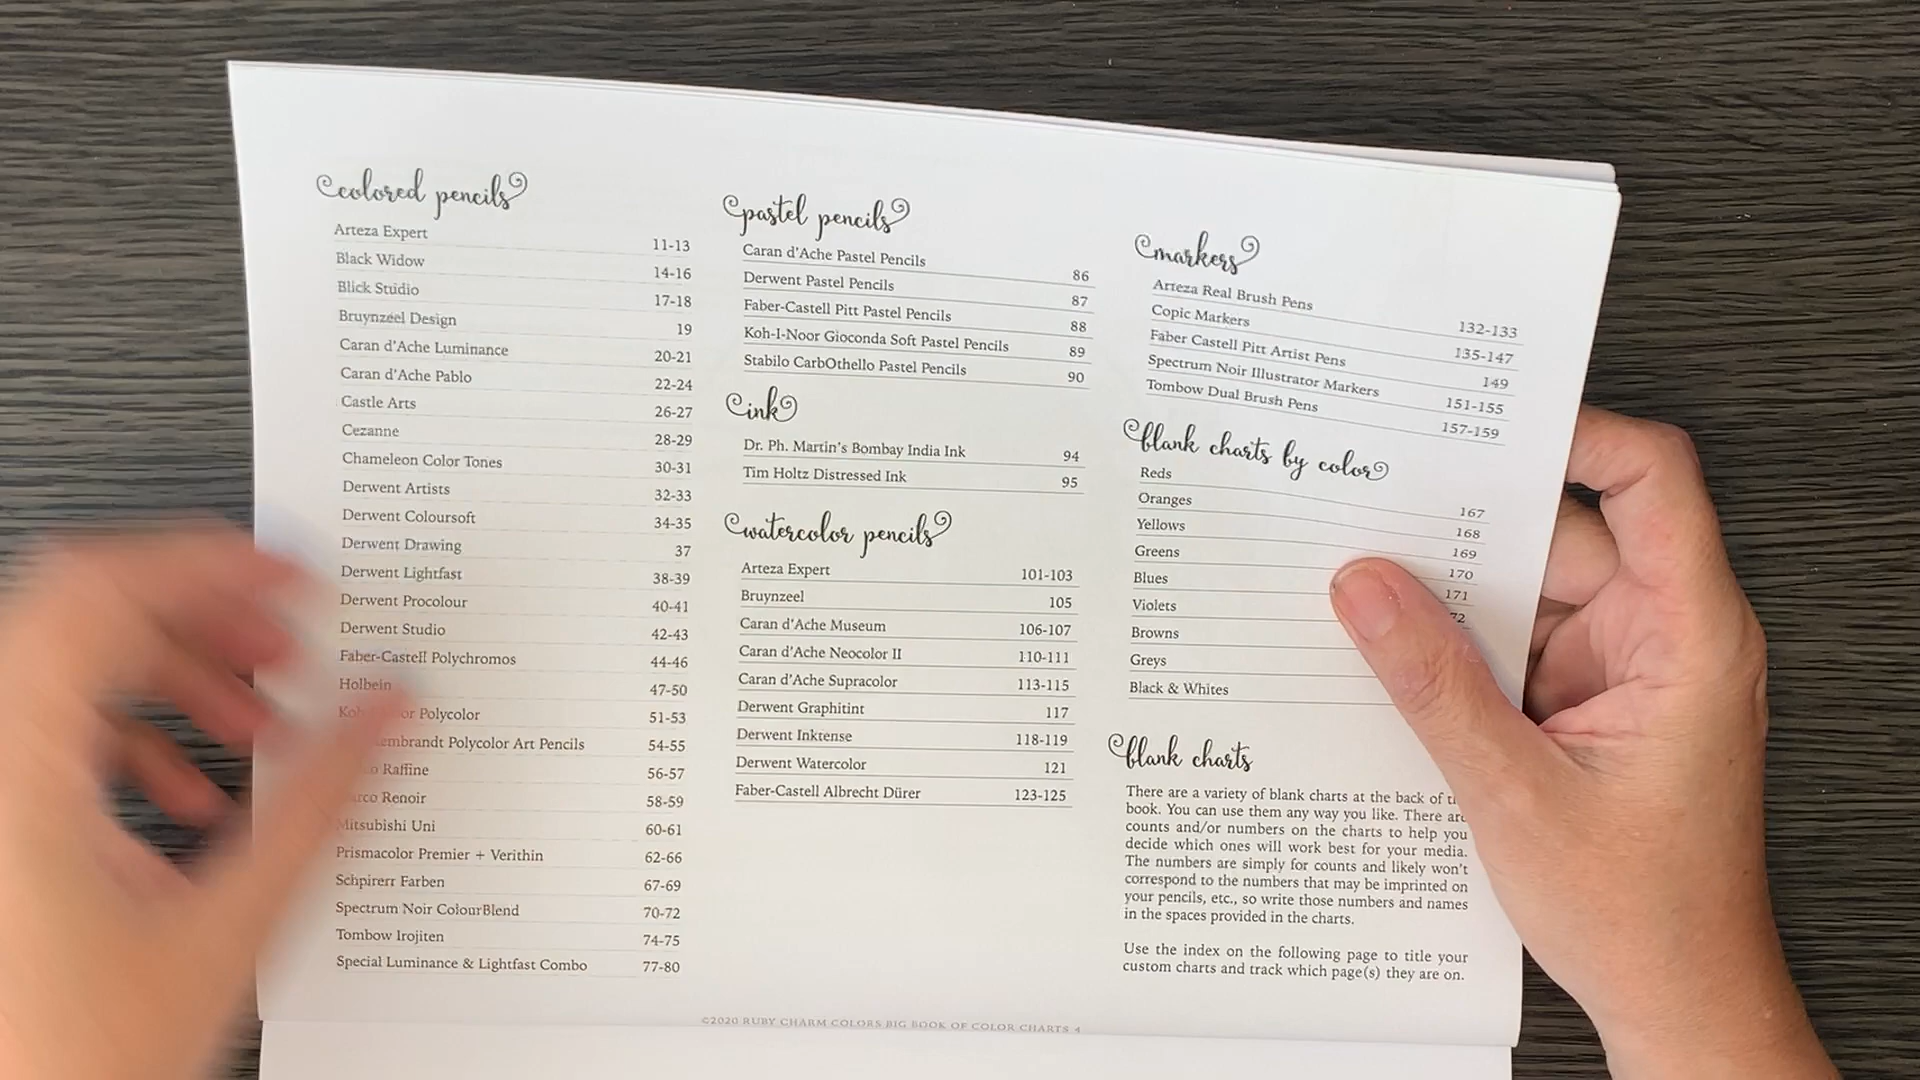 colored pencils
Arteza Expert 11-13
Black Widow 14-16
Blick Studio 17-18
Bruynzeel Design 19
Caran d'Ache Luminance 20-21
Caran d'Ache Pablo 22-24
Castle Arts 26-27
Cezanne 28-29
Chameleon Color Tones 30-31
Derwent Artists 32-33
Derwent Coloursoft 34-35
Derwent Drawing 37
Derwent Lightfast 38-39
Derwent Procolour 40-41
Derwent Studio 42-43
Faber-Castell Polychromos 44-46
Holbein 47-50
Polycolor 51-53
Polycolor Art Pencils 54-55
Raffine 56-57
Renoir 58-59
Mitsubishi Uni 60-61
Prismacolor Premier + Verithin 62-66
Schpirerr Farben 67-69
Spectrum Noir ColourBlend 70-72
Tombow Irojiten 74-75
Special Luminance & Lightfast Combo 77-80
pastel pencils
Caran d'Ache Pastel Pencils 86
Derwent Pastel Pencils 87
Faber-Castell Pitt Pastel Pencils 88
Koh-I-Noor Gioconda Soft Pastel Pencils 89
Stabilo CarbOthello Pastel Pencils 90
ink
Dr. Ph. Martin's Bombay India Ink 94
Tim Holtz Distressed Ink 95
watercolor pencils
Arteza Expert 101-103
Bruynzeel 105
Caran d'Ache Museum 106-107
Caran d'Ache Neocolor II 110-111
Caran d'Ache Supracolor 113-115
Derwent Graphitint 117
Derwent Inktense 118-119
Derwent Watercolor 121
Faber-Castell Albrecht Dürer 123-125
markers
Arteza Real Brush Pens 132-133
Copic Markers 135-147
Faber Castell Pitt Artist Pens 149
Spectrum Noir Illustrator Markers 151-155
Tombow Dual Brush Pens 157-159
blank charts by color
Reds 167
Oranges 168
Yellows 169
Greens 170
Blues 171
Violets
Browns
Greys
Black & Whites
blank charts
There are a variety of blank charts at the back of
book. You can use them any way you like. There are
counts and/or numbers on the charts to help you
decide which ones will work best for your media.
The numbers are simply for counts and likely won't
correspond to the numbers that may be imprinted on
your pencils, etc., so write those numbers and names
in the spaces provided in the charts.
Use the index on the following page to title your
custom charts and track which page(s) they are on.
©2020 RUBY CHARM COLORS BIG BOOK OF COLOR CHARTS 4